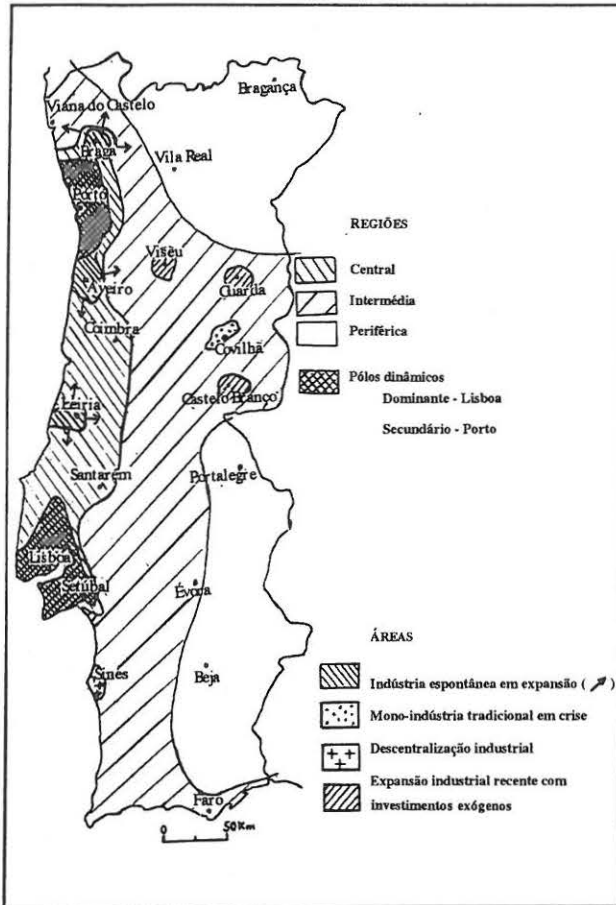 Bragança
Viana do Castelo
Braga
Vila Real
Porto
REGIÕES
Viseu
Central
Guarda
Aveiro
Intermédia
Coimbra
Periférica
Covilhã
Pólos dinâmicos
Castelo Branco
Dominante - Lisboa
Leiria
Secundário - Porto
Portalegre
Santarém
Lisboa
Setúbal
Évora
ÁREAS
Sines
Beja
Indústria espontânea em expansão ( ↗ )
Mono-indústria tradicional em crise
Descentralização industrial
Expansão industrial recente com
investimentos exógenos
Faro
0 50Km